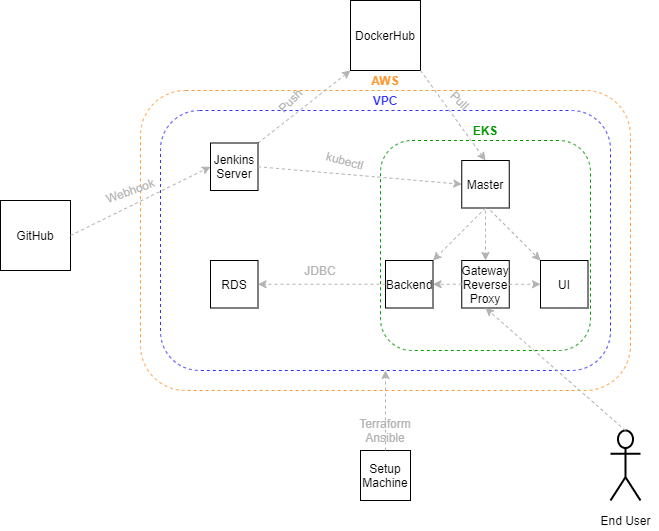 DockerHub
AWS
VPC
Push
Pull
EKS
Jenkins
Server
kubectl
Master
Webhook
GitHub
RDS
JDBC
Backend
Gateway
Reverse
Proxy
UI
Terraform
Ansible
Setup
Machine
End User